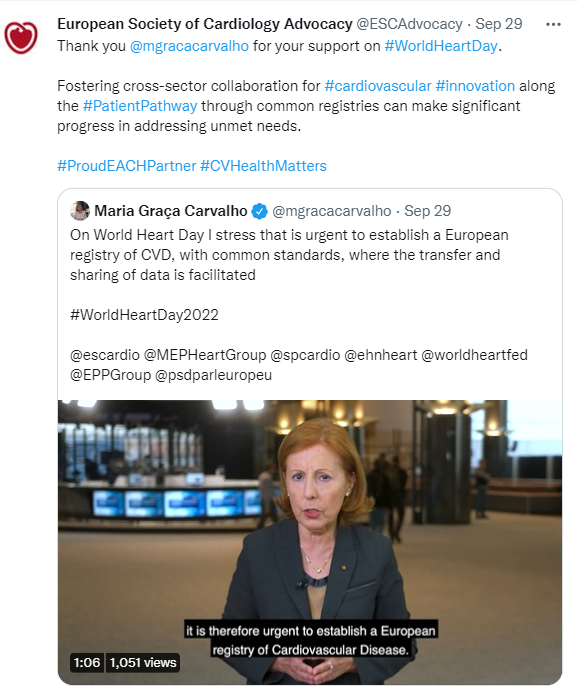 European Society of Cardiology Advocacy @ESCAdvocacy · Sep 29 ···
Thank you @mgracacarvalho for your support on #WorldHeartDay.
Fostering cross-sector collaboration for #cardiovascular #innovation along
the #PatientPathway through common registries can make significant
progress in addressing unmet needs.
#ProudEACHPartner #CVHealthMatters
Maria Graça Carvalho @mgracacarvalho · Sep 29
On World Heart Day I stress that is urgent to establish a European
registry of CVD, with common standards, where the transfer and
sharing of data is facilitated
#WorldHeartDay2022
@escardio @MEPHeartGroup @spcardio @ehnheart @worldheartfed
@EPPGroup @psdparleuropeu
it is therefore urgent to establish a European
registry of Cardiovascular Disease.
1:06 1,051 views